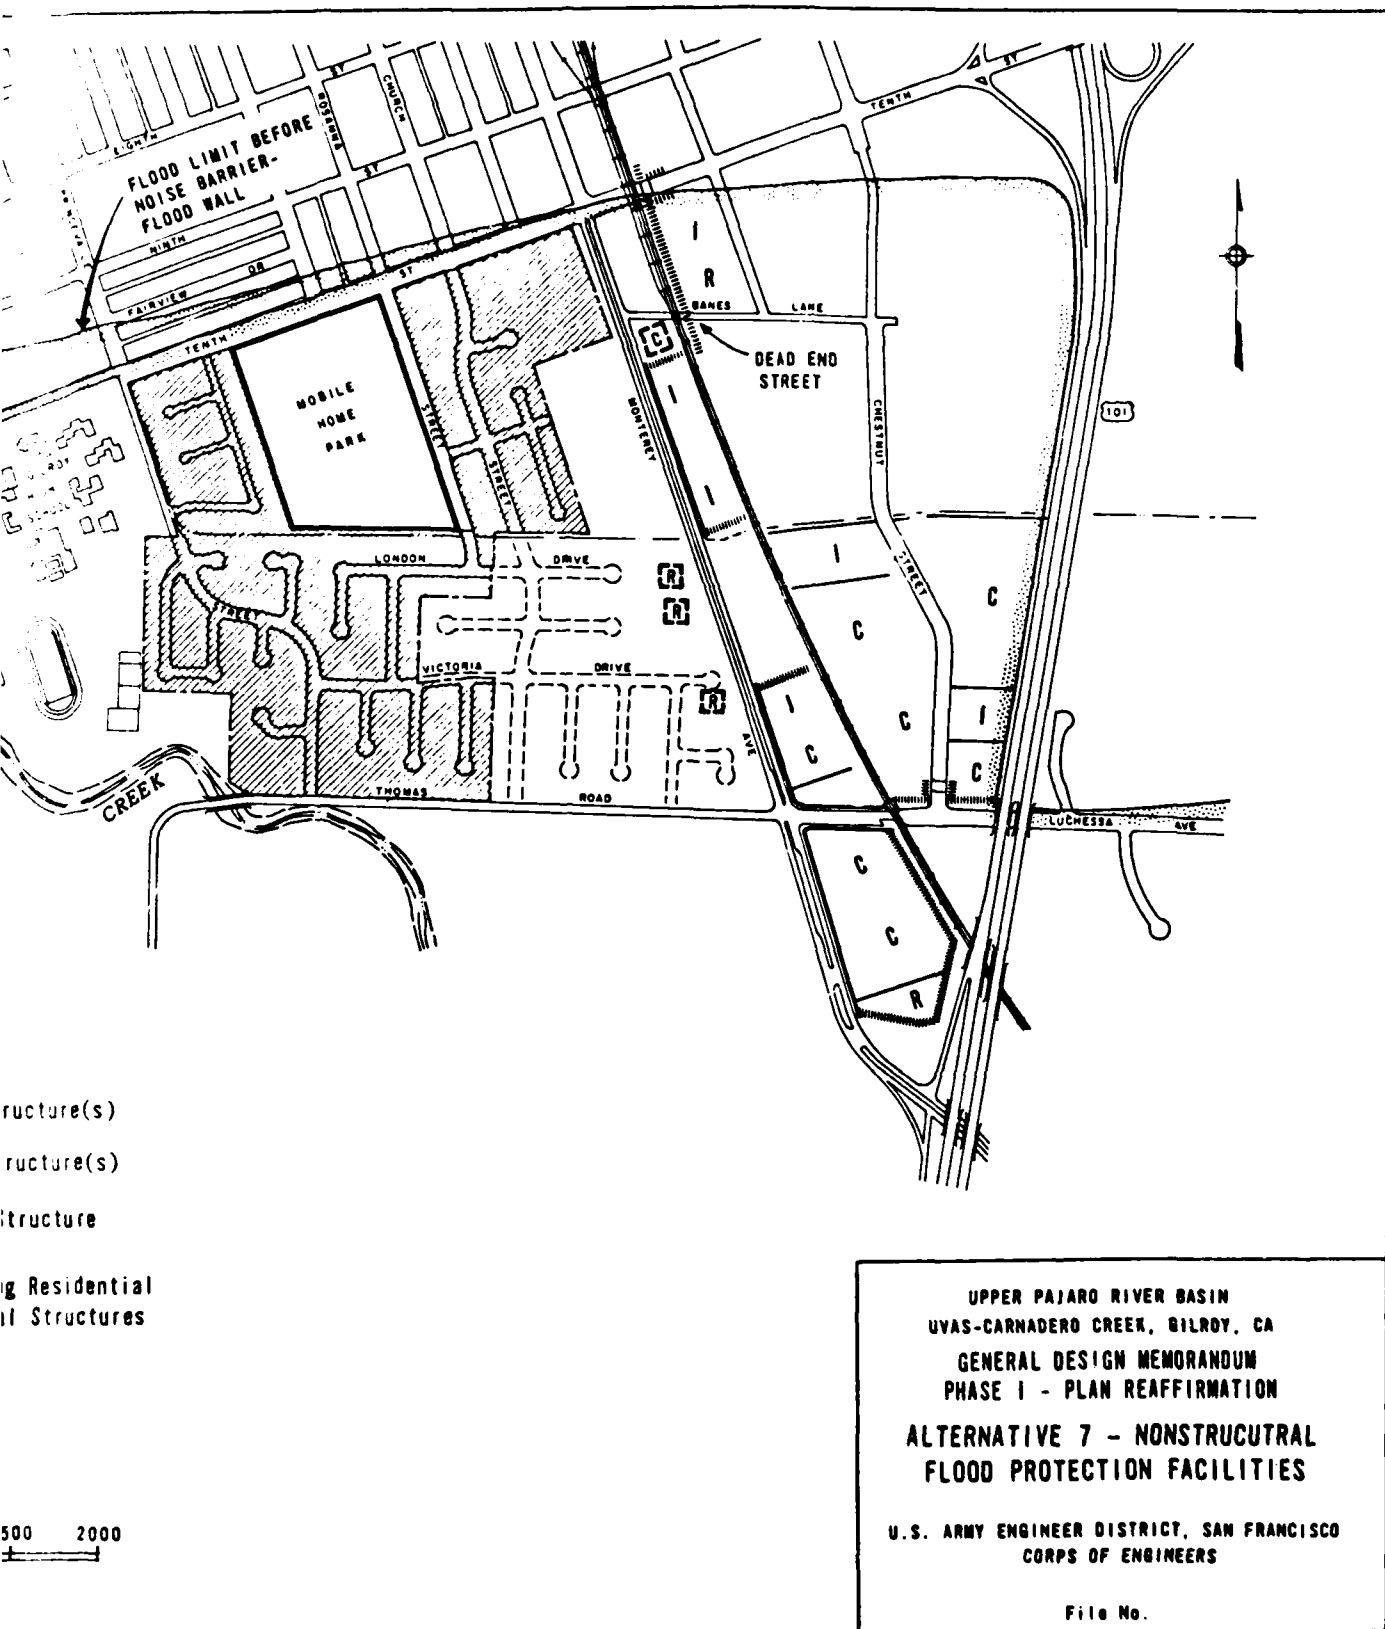 EIGHTH
ST
ROSANNA
CHURCH
ST
FLOOD LIMIT BEFORE
NOISE BARRIER-
FLOOD WALL
NINTH
FAIRVIEW DR
TENTH ST
TENTH ST
I
R
BANES LANE
C
DEAD END
STREET
MOBILE
HOME
PARK
STREET
STREET
MONTEREY
I
I
CHESTNUT
101
LONDON DRIVE
R
R
I
STREET
C
C
STREET
VICTORIA DRIVE
R
AVE
I
C
C
I
C
CREEK
THOMAS ROAD
LUCHESSA AVE
C
C
R
ructure(s)
ructure(s)
Structure
g Residential
l Structures
500 2000
UPPER PAJARO RIVER BASIN
UVAS-CARNADERO CREEK, GILROY, CA
GENERAL DESIGN MEMORANDUM
PHASE I - PLAN REAFFIRMATION
ALTERNATIVE 7 - NONSTRUCUTRAL
FLOOD PROTECTION FACILITIES
U.S. ARMY ENGINEER DISTRICT, SAN FRANCISCO
CORPS OF ENGINEERS
File No.